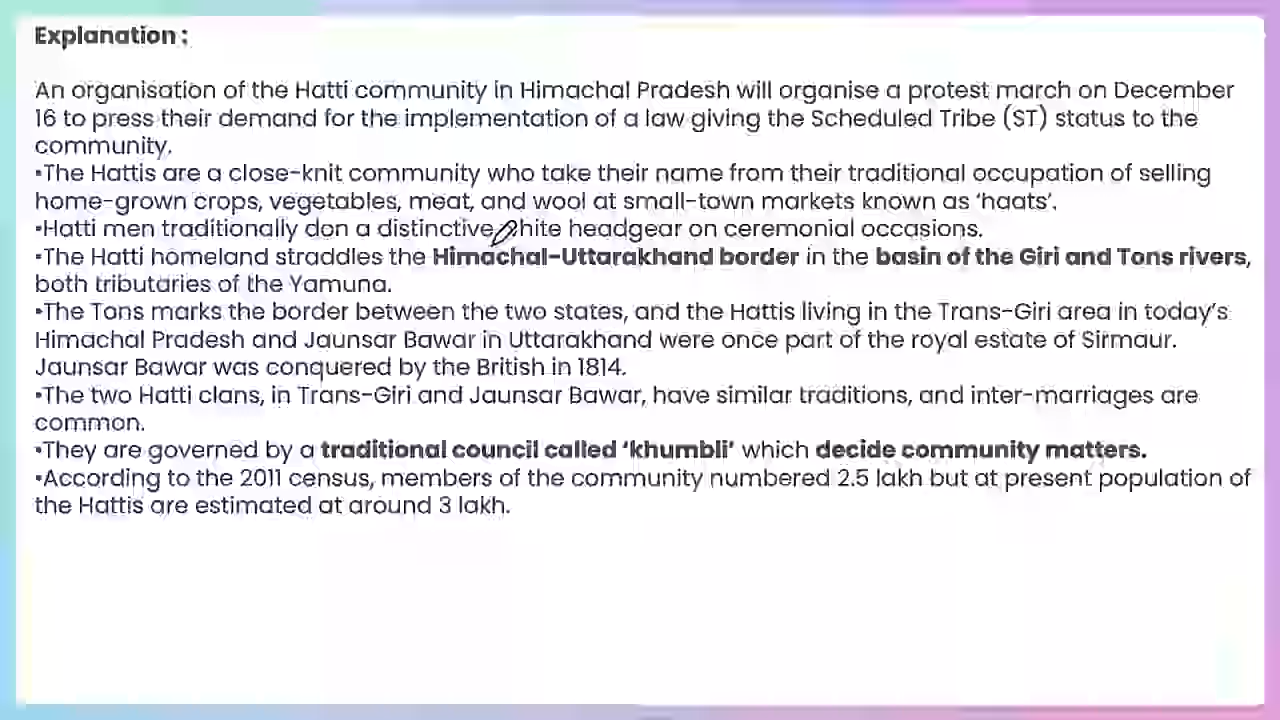 Explanation :
An organisation of the Hatti community in Himachal Pradesh will organise a protest march on December
16 to press their demand for the implementation of a law giving the Scheduled Tribe (ST) status to the
community.
•The Hattis are a close-knit community who take their name from their traditional occupation of selling
home-grown crops, vegetables, meat, and wool at small-town markets known as ‘haats’.
•Hatti men traditionally don a distinctive white headgear on ceremonial occasions.
•The Hatti homeland straddles the Himachal-Uttarakhand border in the basin of the Giri and Tons rivers,
both tributaries of the Yamuna.
•The Tons marks the border between the two states, and the Hattis living in the Trans-Giri area in today’s
Himachal Pradesh and Jaunsar Bawar in Uttarakhand were once part of the royal estate of Sirmaur.
Jaunsar Bawar was conquered by the British in 1814.
•The two Hatti clans, in Trans-Giri and Jaunsar Bawar, have similar traditions, and inter-marriages are
common.
•They are governed by a traditional council called ‘khumbli’ which decide community matters.
•According to the 2011 census, members of the community numbered 2.5 lakh but at present population of
the Hattis are estimated at around 3 lakh.